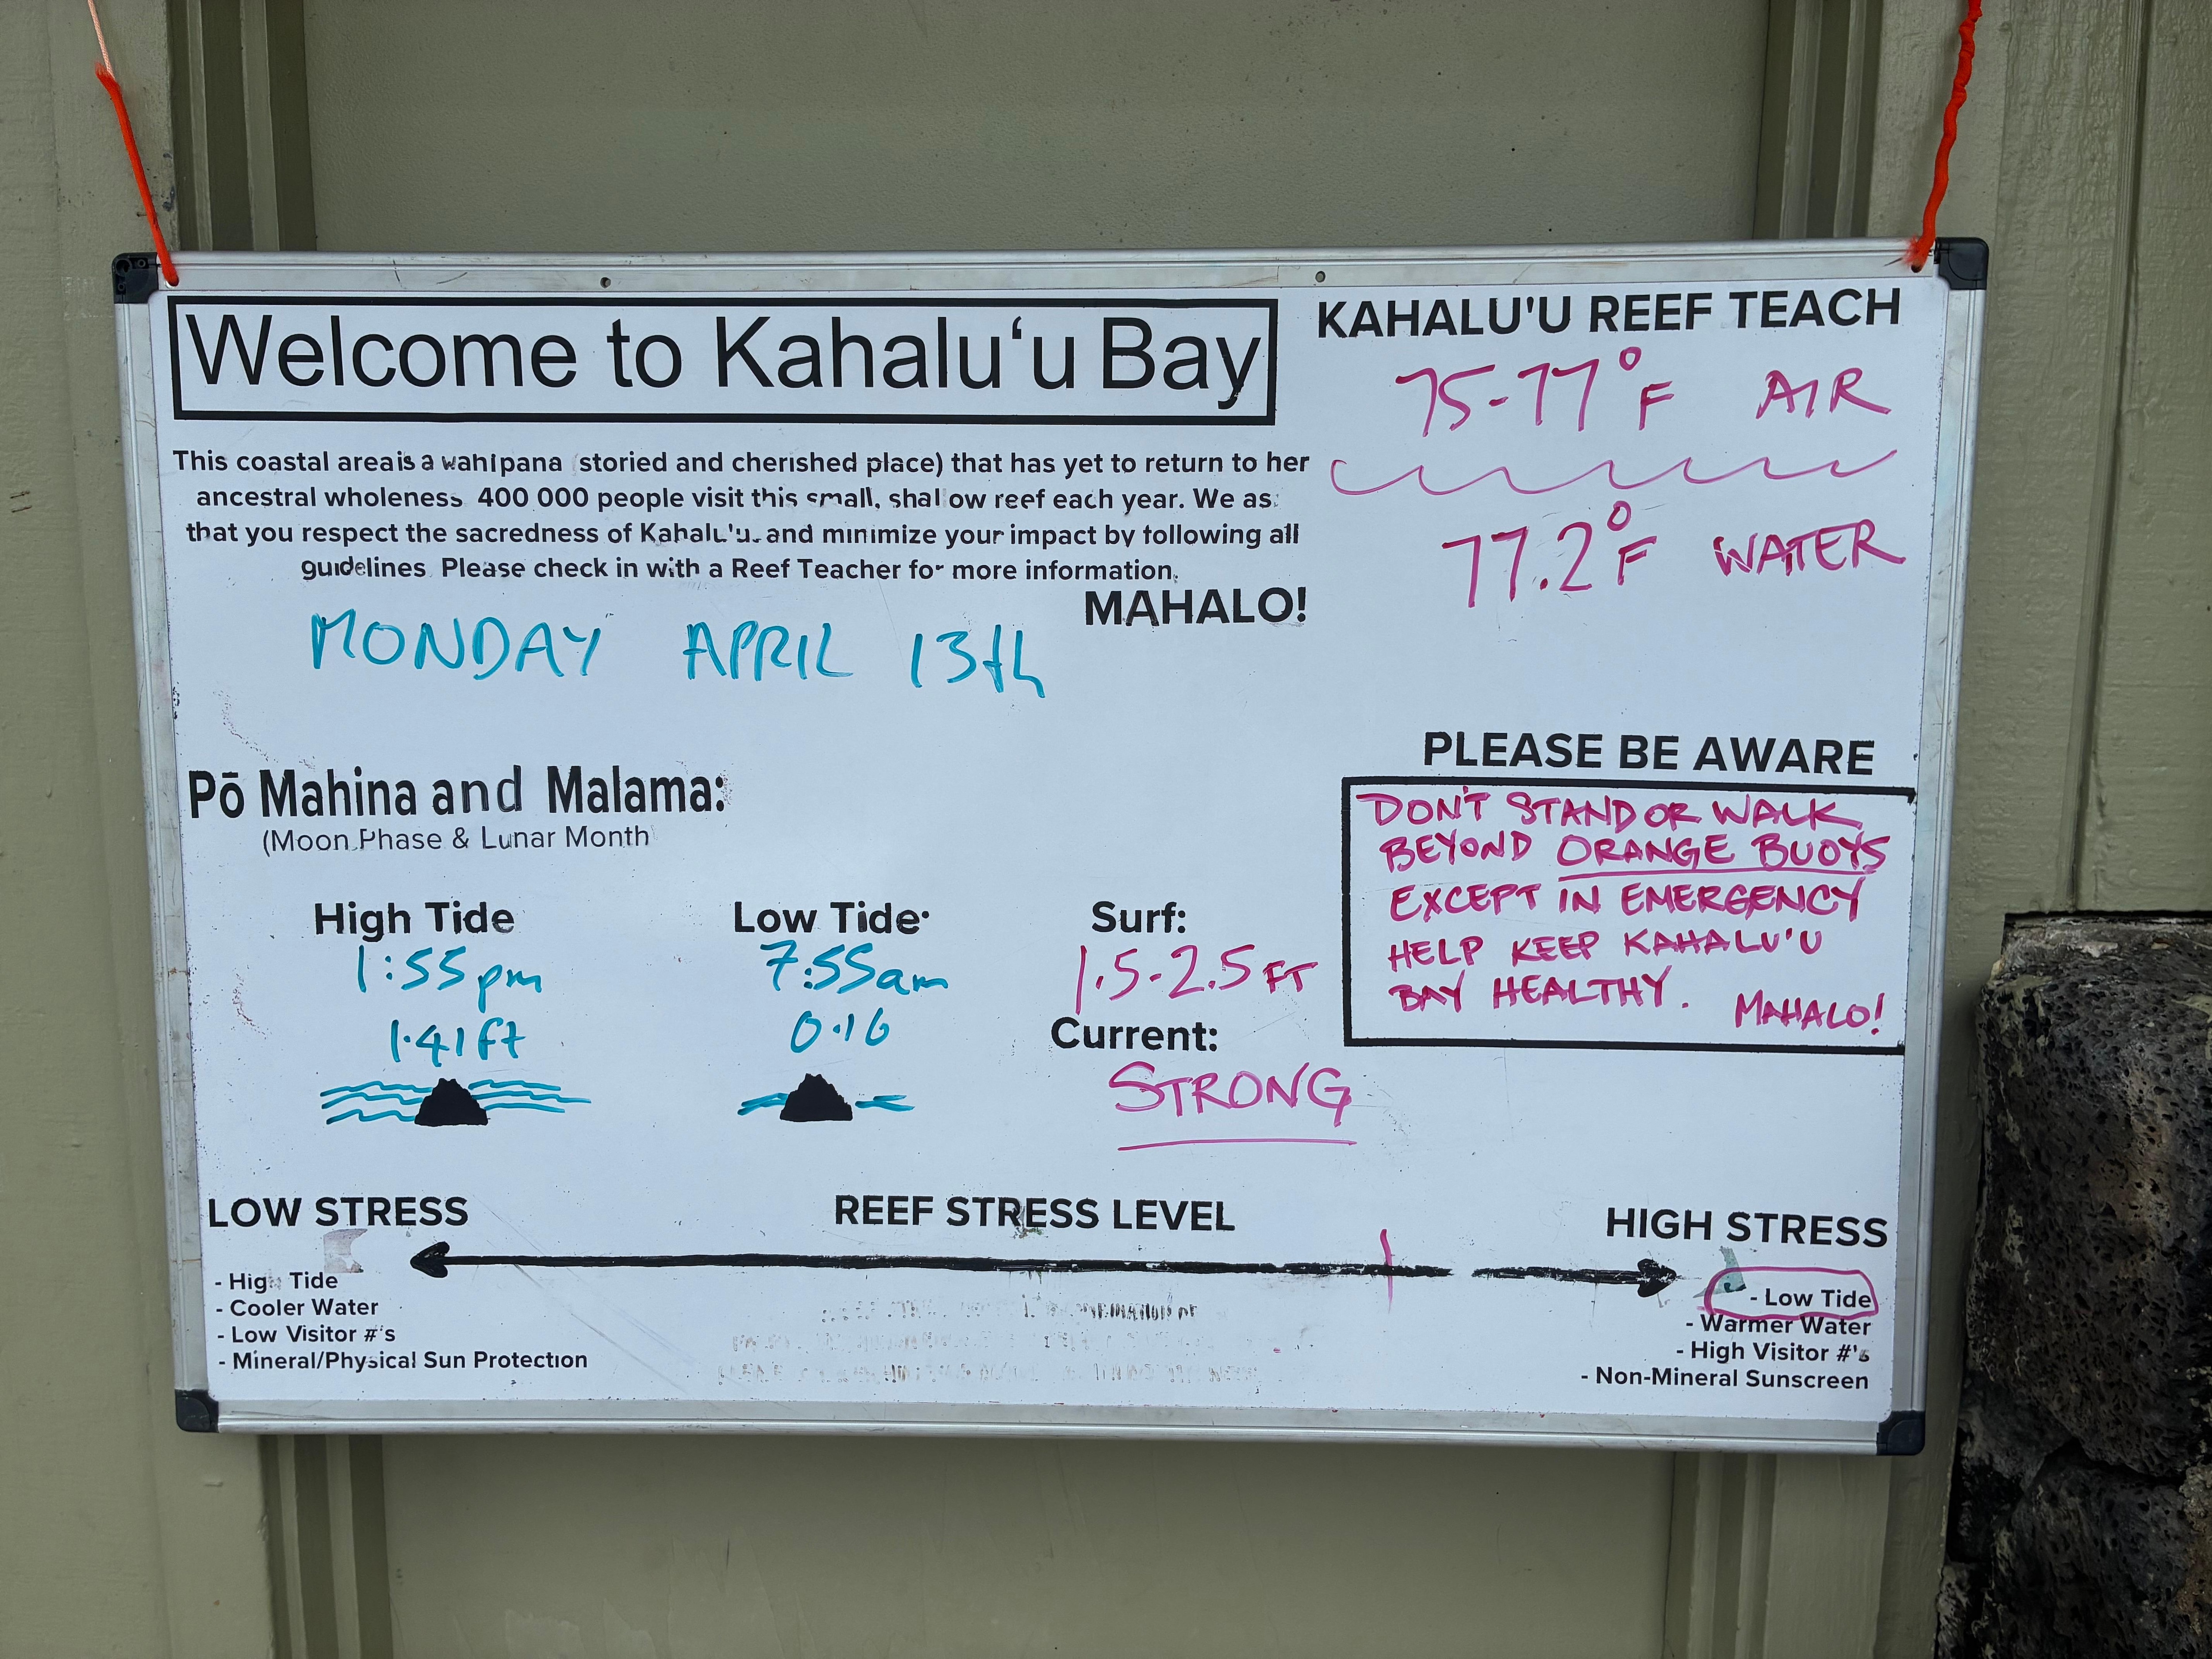 Welcome to Kahalu‘u Bay
This coastal area is a wahipana (storied and cherished place) that has yet to return to her
ancestral wholeness. 400 000 people visit this small, shallow reef each year. We as
that you respect the sacredness of Kahalu'u. and minimize your impact by following all
guidelines. Please check in with a Reef Teacher for more information.
MAHALO!
KAHALU'U REEF TEACH
75-77°F AIR
77.2°F WATER
MONDAY APRIL 13th
Pō Mahina and Malama:
(Moon Phase & Lunar Month
High Tide
1:55pm
1.41ft
Low Tide:
7:55am
0.16
Surf:
1.5-2.5 FT
Current:
STRONG
PLEASE BE AWARE
DON'T STAND OR WALK
BEYOND ORANGE BUOYS
EXCEPT IN EMERGENCY
HELP KEEP KAHALU'U
BAY HEALTHY.
MAHALO!
LOW STRESS
- High Tide
- Cooler Water
- Low Visitor #'s
- Mineral/Physical Sun Protection
REEF STRESS LEVEL
HIGH STRESS
- Low Tide
- Warmer Water
- High Visitor #'s
- Non-Mineral Sunscreen